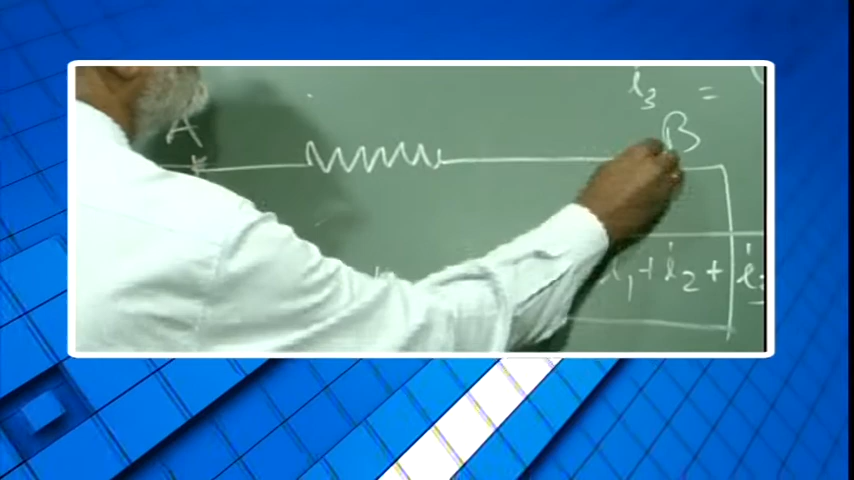 i₃ =
A B
i₁ + i₂ + i₃